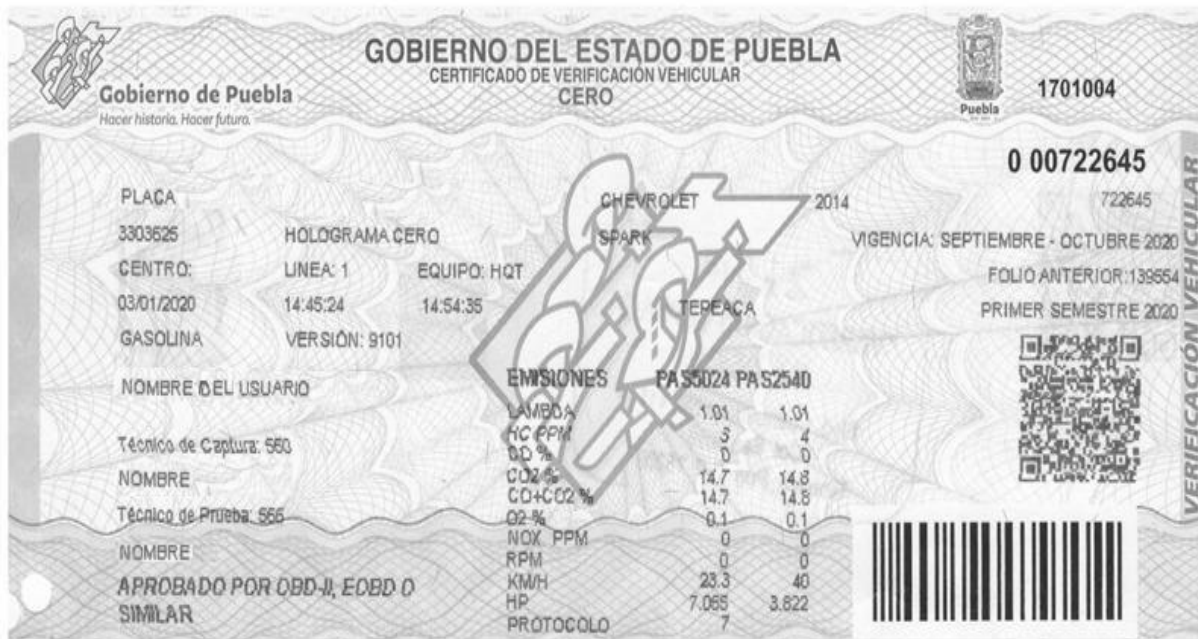 GOBIERNO DEL ESTADO DE PUEBLA
CERTIFICADO DE VERIFICACIÓN VEHICULAR
CERO
Gobierno de Puebla
Hacer historia. Hacer futuro.
Puebla
1701004
0 00722645
PLACA CHEVROLET 2014 722645
3303525 HOLOGRAMA CERO SPARK VIGENCIA: SEPTIEMBRE - OCTUBRE 2020
CENTRO: LINEA: 1 EQUIPO: HQT FOLIO ANTERIOR:139554
03/01/2020 14:45:24 14:54:35 TEPEACA PRIMER SEMESTRE 2020
GASOLINA VERSIÓN: 9101
NOMBRE DEL USUARIO
EMISIONES PAS5024 PAS2540
LAMBDA 1.01 1.01
HC PPM 3 4
CO % 0 0
CO2 % 14.7 14.8
CO+CO2 % 14.7 14.8
O2 % 0.1 0.1
NOX PPM 0 0
RPM 0 0
KM/H 23.3 40
HP 7.055 3.822
PROTOCOLO 7
Técnico de Captura: 550
NOMBRE
Técnico de Prueba: 555
NOMBRE
APROBADO POR OBD-II, EOBD O
SIMILAR
VERIFICACIÓN VEHICULAR